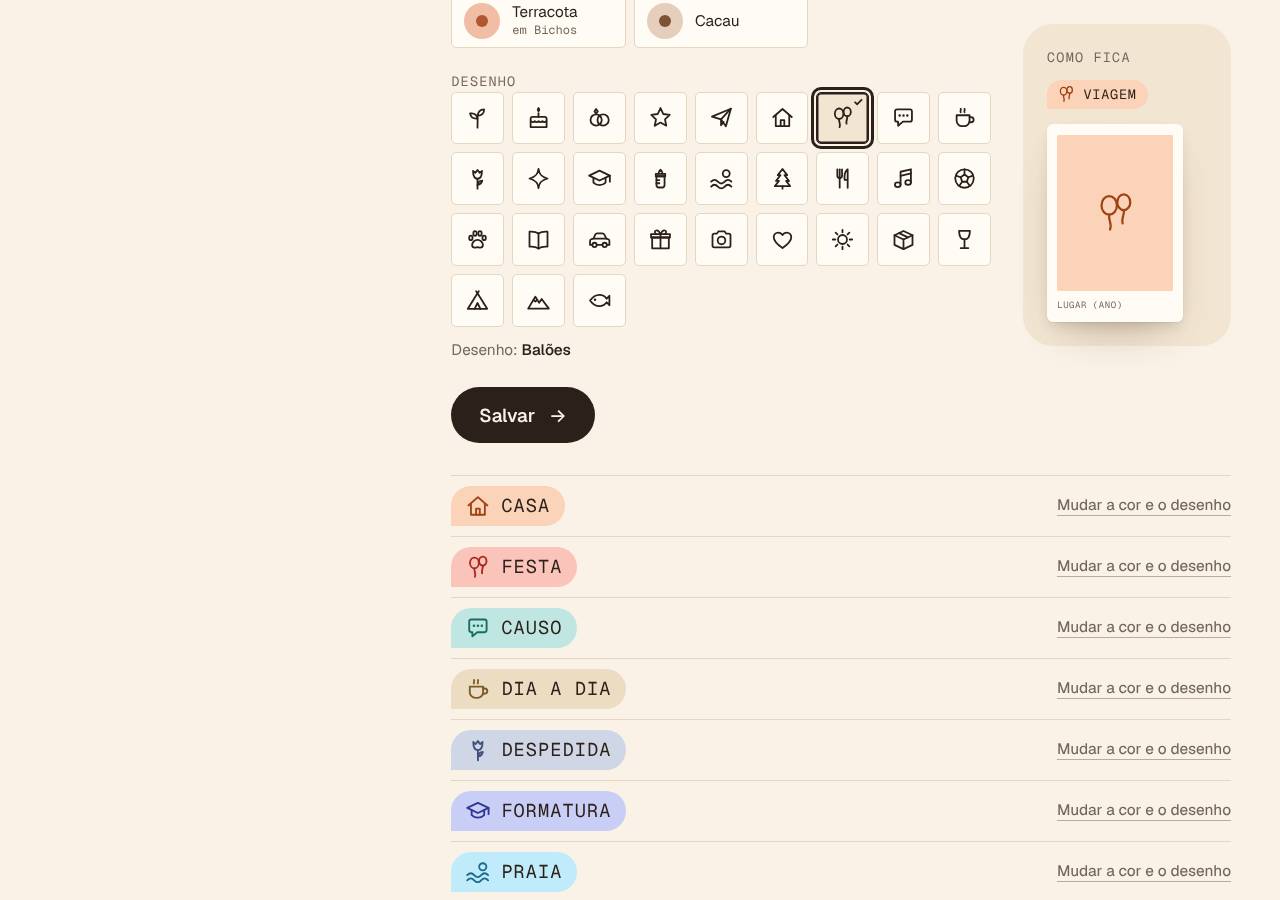 Terracota
em Bichos
Cacau
DESENHO
Desenho: Balões
Salvar →
COMO FICA
VIAGEM
LUGAR (ANO)
CASA
Mudar a cor e o desenho
FESTA
Mudar a cor e o desenho
CAUSO
Mudar a cor e o desenho
DIA A DIA
Mudar a cor e o desenho
DESPEDIDA
Mudar a cor e o desenho
FORMATURA
Mudar a cor e o desenho
PRAIA
Mudar a cor e o desenho